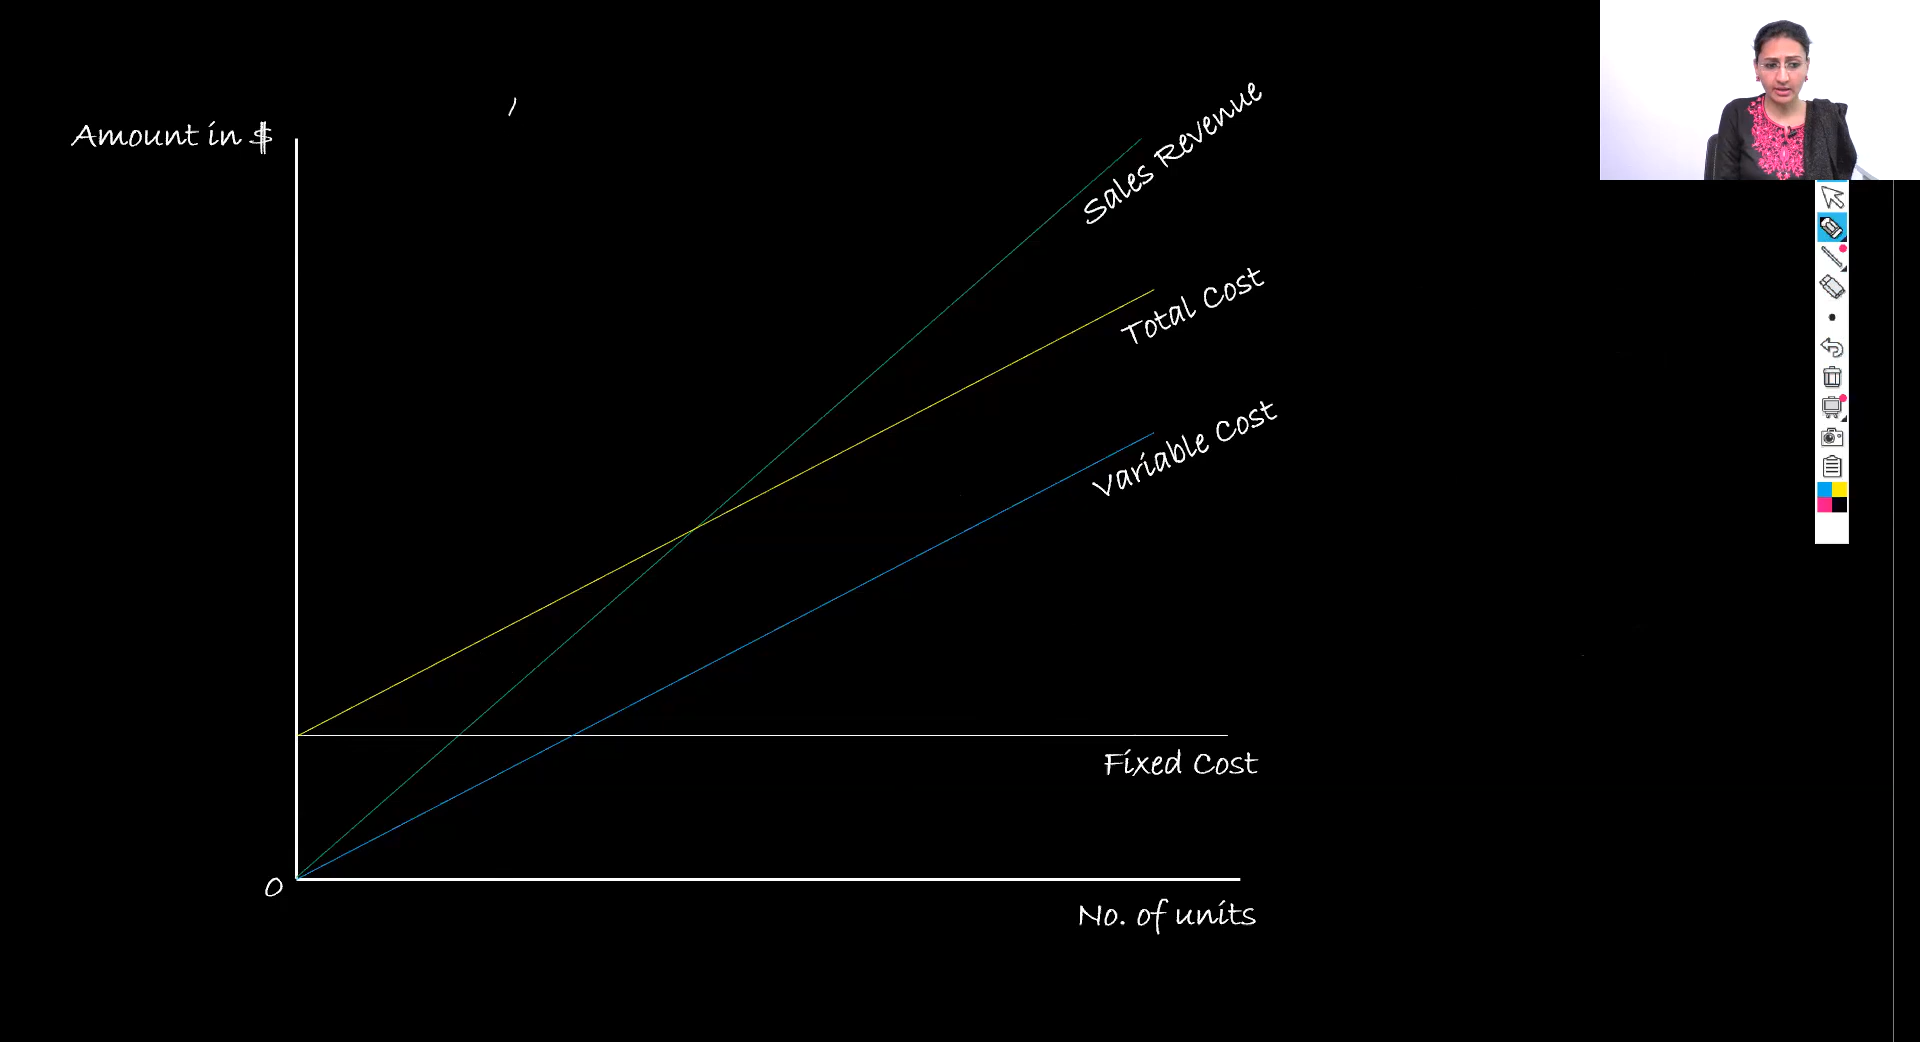 Amount in $
Sales Revenue
Total Cost
Variable Cost
Fixed Cost
0
No. of units